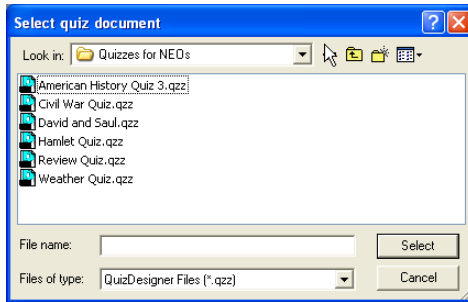 Select quiz document
Look in: Quizzes for NEOs
American History Quiz 3.qzz
Civil War Quiz.qzz
David and Saul.qzz
Hamlet Quiz.qzz
Review Quiz.qzz
Weather Quiz.qzz
File name: Select
Files of type: QuizDesigner Files (*.qzz) Cancel